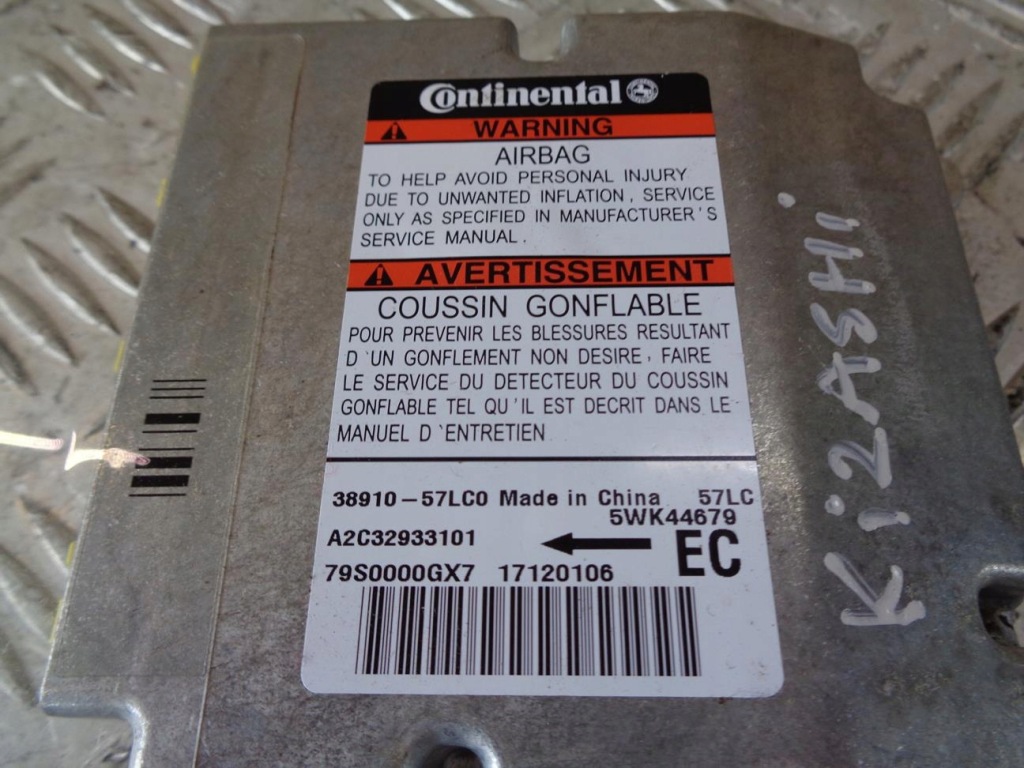 Continental
WARNING
AIRBAG
TO HELP AVOID PERSONAL INJURY
DUE TO UNWANTED INFLATION, SERVICE
ONLY AS SPECIFIED IN MANUFACTURER'S
SERVICE MANUAL.
AVERTISSEMENT
COUSSIN GONFLABLE
POUR PREVENIR LES BLESSURES RESULTANT
D'UN GONFLEMENT NON DESIRE, FAIRE
LE SERVICE DU DETECTEUR DU COUSSIN
GONFLABLE TEL QU'IL EST DECRIT DANS LE
MANUEL D'ENTRETIEN
38910-57LC0 Made in China 57LC
5WK44679
A2C32933101 EC
79S0000GX7 17120106
Ki2ASHi